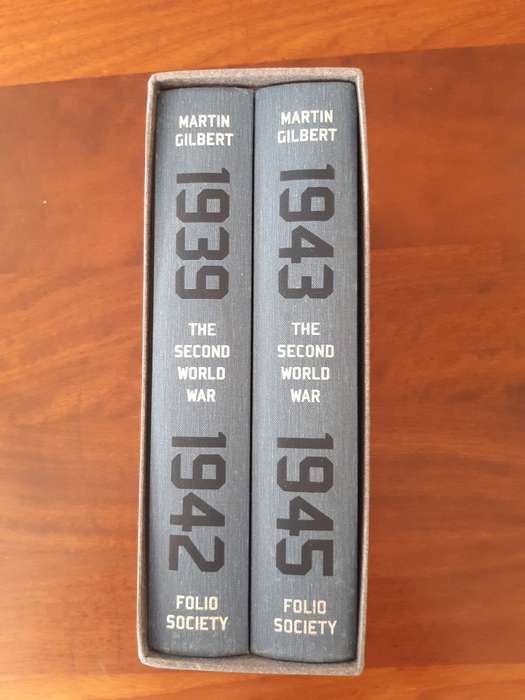 MARTIN
GILBERT
1939
THE
SECOND
WORLD
WAR
1942
FOLIO
SOCIETY
MARTIN
GILBERT
1943
THE
SECOND
WORLD
WAR
1945
FOLIO
SOCIETY